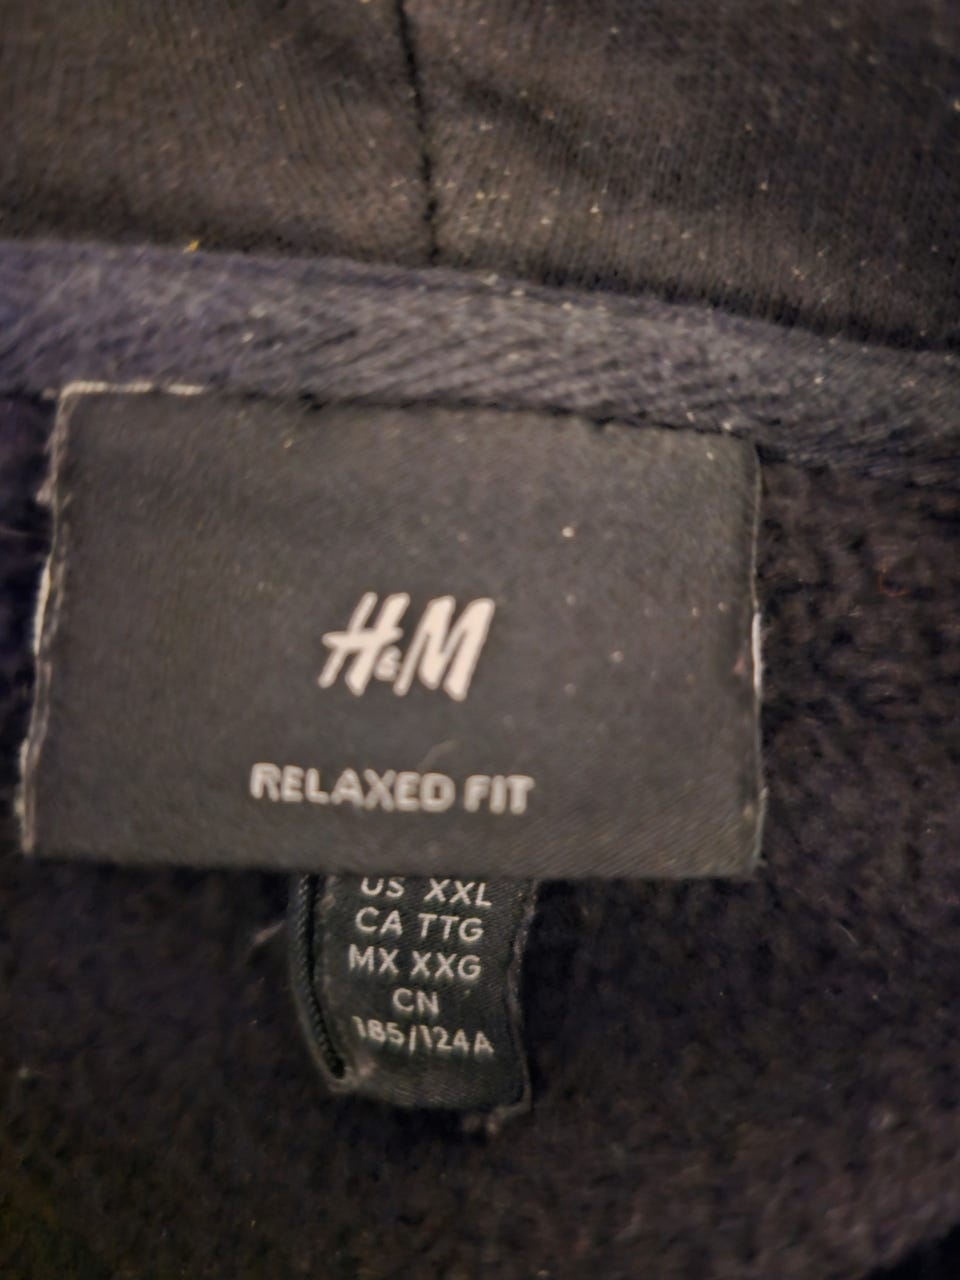 H&M
RELAXED FIT
US XXL
CA TTG
MX XXG
CN
185/124A